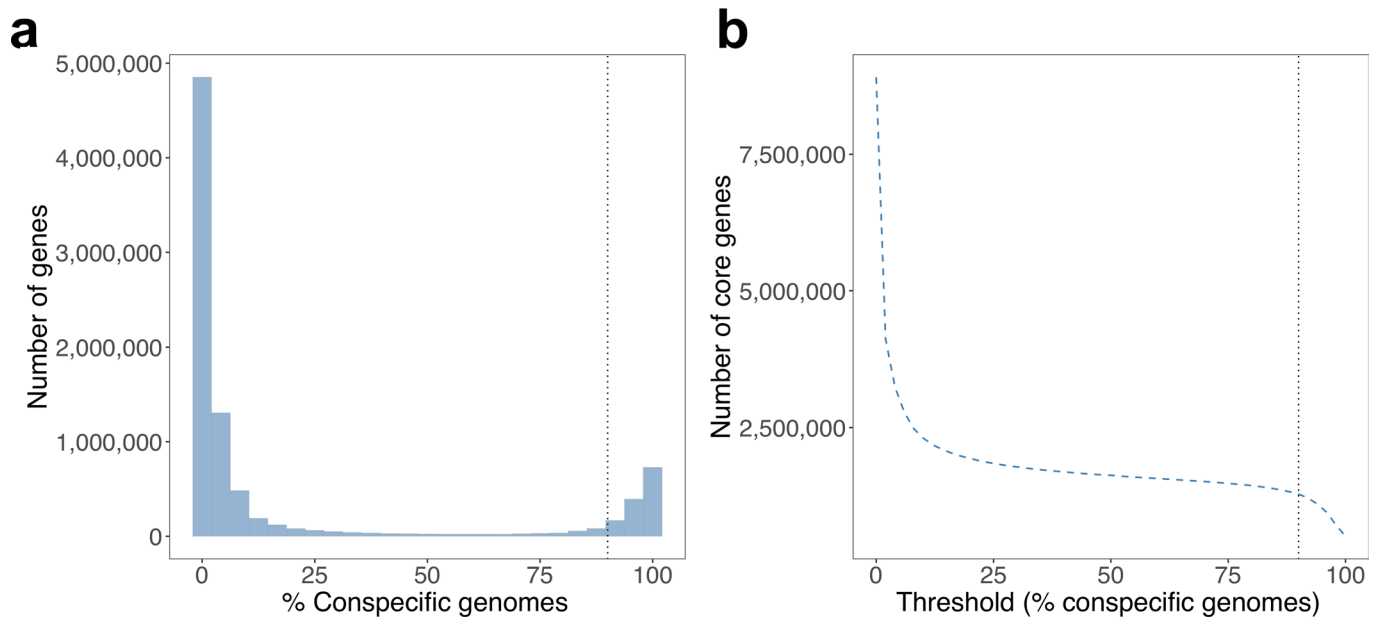 a
Number of genes
5,000,000
4,000,000
3,000,000
2,000,000
1,000,000
0
0 25 50 75 100
% Conspecific genomes
b
Number of core genes
7,500,000
5,000,000
2,500,000
0 25 50 75 100
Threshold (% conspecific genomes)